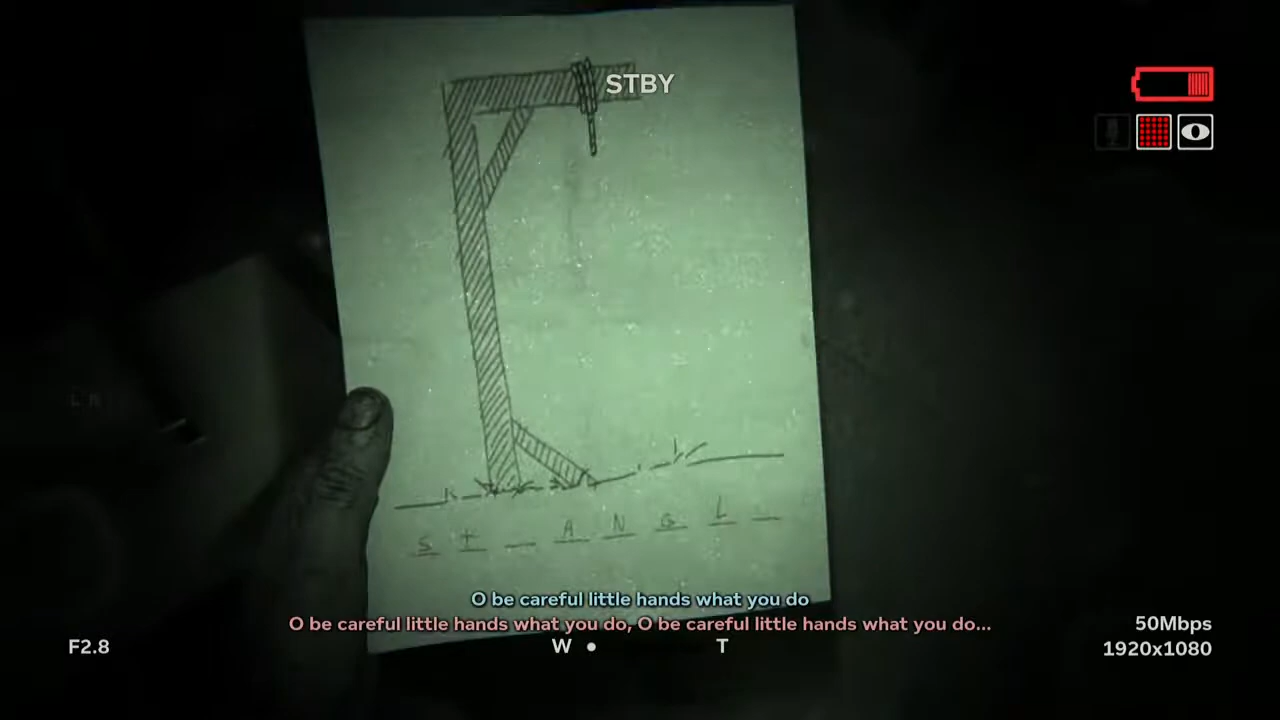 STBY
S t _ A N G L _
O be careful little hands what you do
O be careful little hands what you do, O be careful little hands what you do...
F2.8
W
T
50Mbps
1920x1080